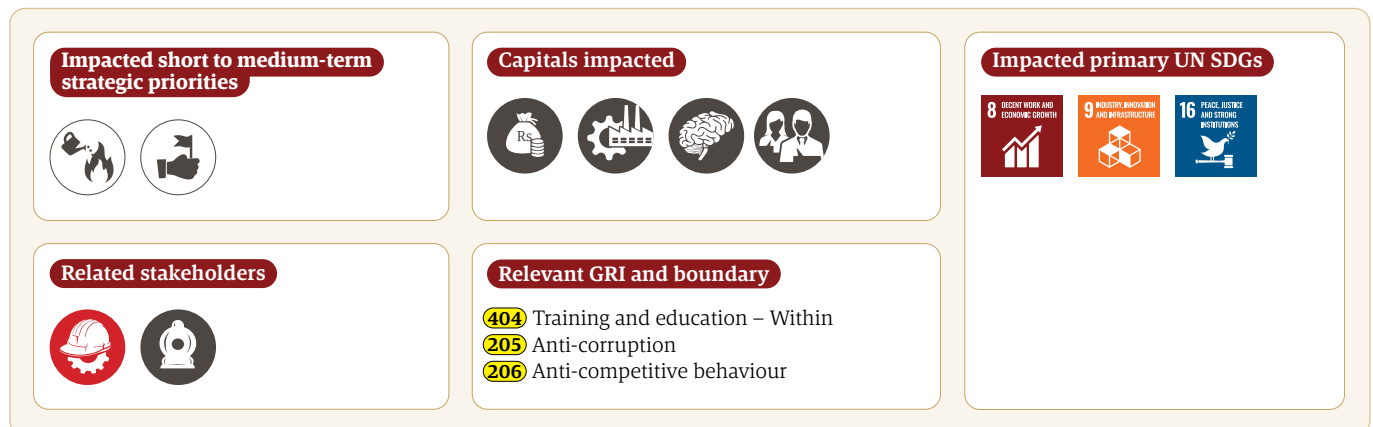 Impacted short to medium-term
strategic priorities
Capitals impacted
Rs
Impacted primary UN SDGs
8 DECENT WORK AND
ECONOMIC GROWTH
9 INDUSTRY, INNOVATION
AND INFRASTRUCTURE
16 PEACE, JUSTICE
AND STRONG
INSTITUTIONS
Related stakeholders
Relevant GRI and boundary
404 Training and education – Within
205 Anti-corruption
206 Anti-competitive behaviour